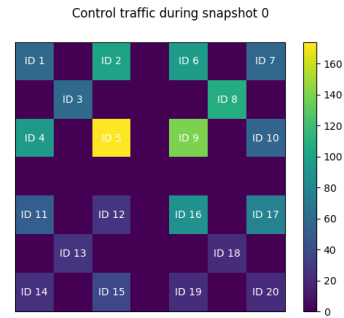 Control traffic during snapshot 0
ID 1 ID 2 ID 6 ID 7
ID 3 ID 8
ID 4 ID 5 ID 9 ID 10
ID 11 ID 12 ID 16 ID 17
ID 13 ID 18
ID 14 ID 15 ID 19 ID 20
160
140
120
100
80
60
40
20
0